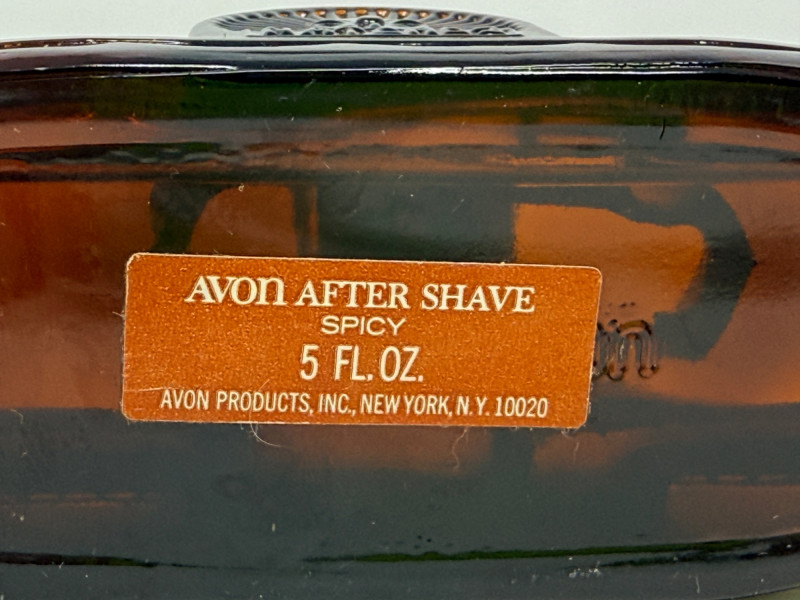 AVON AFTER SHAVE
SPICY
5 FL. OZ.
AVON PRODUCTS, INC., NEW YORK, N.Y. 10020